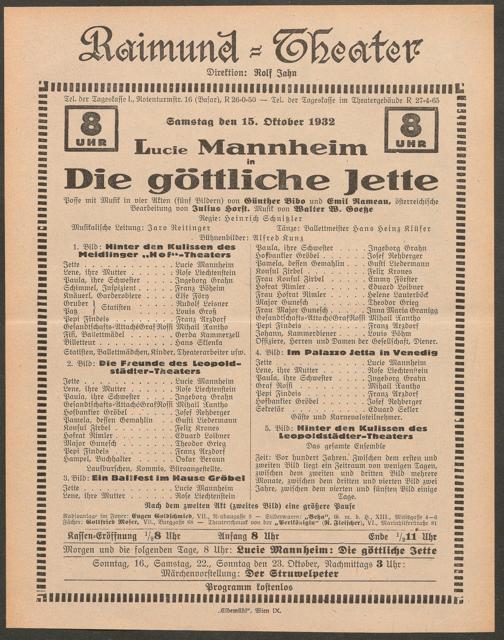 Raimund-Theater
Direktion: Rolf Jahn
Tel. der Tageskasse I., Rotenturmstr. 16 (Basar), R 26-0-50 — Tel. der Tageskasse im Theatergebäude R 27-4-65
8 UHR
Samstag den 15. Oktober 1932
8 UHR
Lucie Mannheim
in
Die göttliche Jette
Posse mit Musik in vier Akten (fünf Bildern) von Günther Bibo und Emil Rameau, österreichische
Bearbeitung von Julius Horst. Musik von Walter W. Goetze
Regie: Heinrich Schnitzler
Musikalische Leitung: Jaro Reitinger Tänze: Ballettmeister Hans Heinz Klüfer
Bühnenbilder: Alfred Kunz
1. Bild: Hinter den Kulissen des
Meidlinger „Hof"-Theaters
Jette . . . . Lucie Mannheim
Lene, ihre Mutter . . . . Rose Liechtenstein
Paula, ihre Schwester . . . . Ingeborg Grahn
Schimmel, Inspizient . . . . Franz Böheim
Knäuerl, Garderobiere . . . . Else Föry
Gruber } Statisten . . . . Rudolf Leisner
Putz } . . . . Louis Groß
Pepi Findeis . . . . Franz Arzdorf
Gesandtschafts-Attaché Graf Rossi Mihail Xantho
Fifi, Ballettmädel . . . . Gerda Kammerzell
Billetteur . . . . Hans Sklenka
Statisten, Ballettmädchen, Kinder, Theaterarbeiter usw.
2. Bild: Die Freunde des Leopold-
städter-Theaters
Jette . . . . Lucie Mannheim
Lene, ihre Mutter . . . . Rose Liechtenstein
Paula, ihre Schwester . . . . Ingeborg Grahn
Gesandtschafts-Attaché Graf Rossi Mihail Xantho
Hofbankier Gröbel . . . . Josef Rehberger
Pamela, dessen Gemahlin . . . . Gusti Liedermann
Konsul Firbel . . . . Felix Krones
Hofrat Rimler . . . . Eduard Loibner
Major Gunesch . . . . Theodor Grieg
Pepi Findeis . . . . Franz Arzdorf
Hampel, Buchhalter . . . . Oskar Beraun
Laufburschen, Kommis, Büroangestellte.
3. Bild: Ein Ballfest im Hause Gröbel
Jette . . . . Lucie Mannheim
Lene, ihre Mutter . . . . Rose Liechtenstein
Paula, ihre Schwester . . . . Ingeborg Grahn
Hofbankier Gröbel . . . . Josef Rehberger
Pamela, dessen Gemahlin . . . . Gusti Liedermann
Konsul Firbel . . . . Felix Krones
Frau Konsul Firbel . . . . Emmy Förster
Hofrat Rimler . . . . Eduard Loibner
Frau Hofrat Rimler . . . . Helene Lauterböck
Major Gunesch . . . . Theodor Grieg
Frau Major Gunesch . . . . Inna Maria Granigg
Gesandtschafts-Attaché Graf Rossi Mihail Xantho
Pepi Findeis . . . . Franz Arzdorf
Johann, Kammerdiener . . . . Louis Böhm
Offiziere, Herren und Damen der Gesellschaft, Diener.
4. Bild: Im Palazzo Jetta in Venedig
Jette . . . . Lucie Mannheim
Lene, ihre Mutter . . . . Rose Liechtenstein
Paula, ihre Schwester . . . . Ingeborg Grahn
Graf Rossi . . . . Mihail Xantho
Pepi Findeis . . . . Franz Arzdorf
Hofbankier Gröbel . . . . Josef Rehberger
Sekretär . . . . Eduard Sekler
Gäste und Karnevalsteilnehmer.
5. Bild: Hinter den Kulissen des
Leopoldstädter-Theaters
Das gesamte Ensemble
Zeit: Vor hundert Jahren. Zwischen dem ersten und
zweiten Bild liegt ein Zeitraum von wenigen Tagen,
zwischen dem zweiten und dritten Bild mehrere
Monate, zwischen dem dritten und vierten Bild zwei
Jahre, zwischen dem vierten und fünften Bild einige
Tage.
Nach dem zweiten Akt (zweites Bild) eine größere Pause
Kassen-Eröffnung ½8 Uhr Anfang 8 Uhr Ende ½11 Uhr
Morgen und die folgenden Tage, 8 Uhr: Lucie Mannheim: Die göttliche Jette
Sonntag, 16., Samstag, 22., Sonntag den 23. Oktober, Nachmittags 3 Uhr:
Märchenvorstellung: Der Struwelpeter
Programm kostenlos
„Elbemühl", Wien IX.